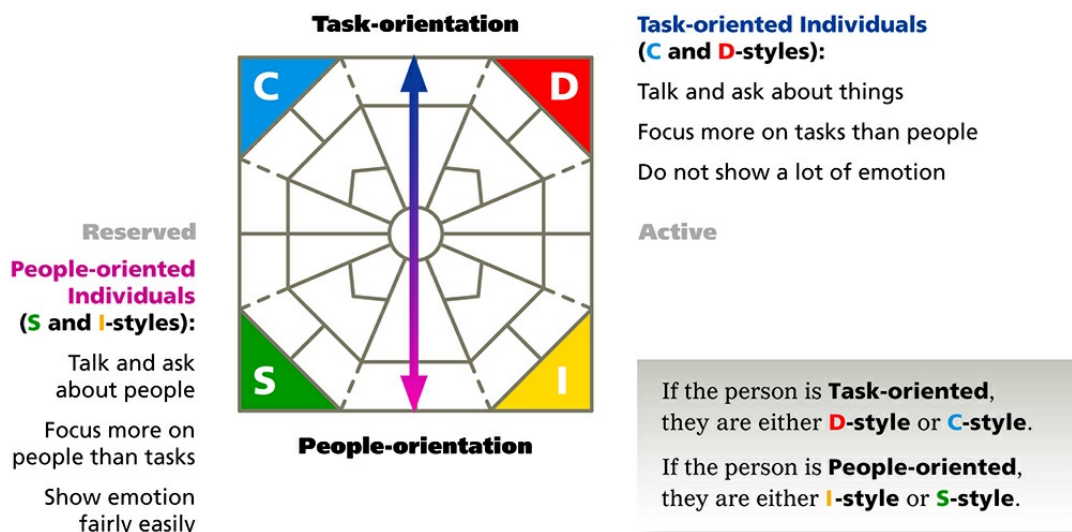 Task-orientation
C
D
S
I
People-orientation
Task-oriented Individuals
(C and D-styles):
Talk and ask about things
Focus more on tasks than people
Do not show a lot of emotion
Reserved
Active
People-oriented
Individuals
(S and I-styles):
Talk and ask
about people
Focus more on
people than tasks
Show emotion
fairly easily
If the person is Task-oriented,
they are either D-style or C-style.
If the person is People-oriented,
they are either I-style or S-style.